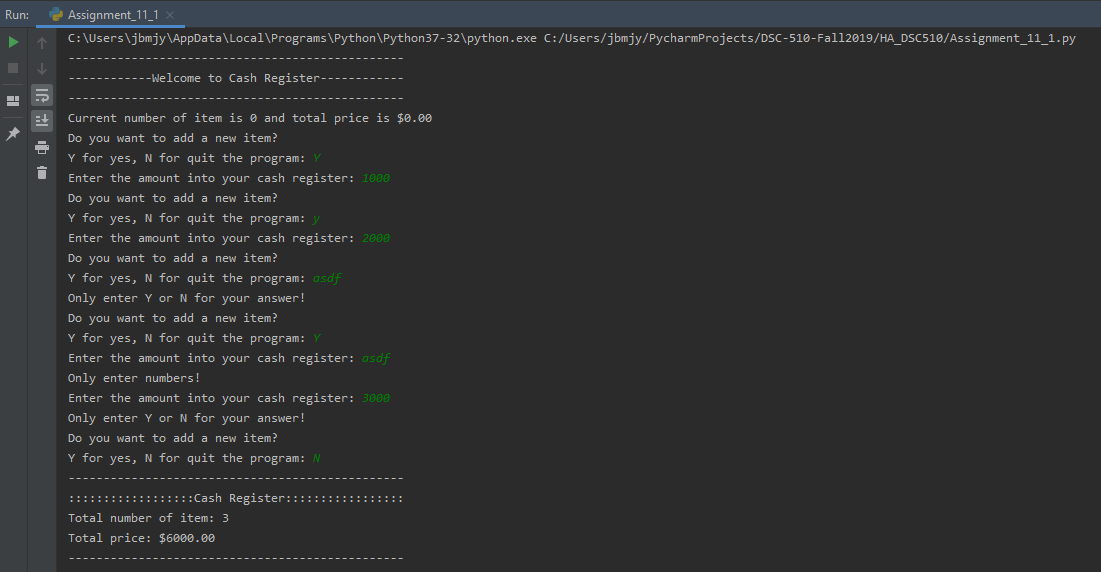 Run: Assignment_11_1
C:\Users\jbmjy\AppData\Local\Programs\Python\Python37-32\python.exe C:/Users/jbmjy/PycharmProjects/DSC-510-Fall2019/HA_DSC510/Assignment_11_1.py
------------------------------------------------
------------Welcome to Cash Register------------
------------------------------------------------
Current number of item is 0 and total price is $0.00
Do you want to add a new item?
Y for yes, N for quit the program: Y
Enter the amount into your cash register: 1000
Do you want to add a new item?
Y for yes, N for quit the program: y
Enter the amount into your cash register: 2000
Do you want to add a new item?
Y for yes, N for quit the program: asdf
Only enter Y or N for your answer!
Do you want to add a new item?
Y for yes, N for quit the program: Y
Enter the amount into your cash register: asdf
Only enter numbers!
Enter the amount into your cash register: 3000
Only enter Y or N for your answer!
Do you want to add a new item?
Y for yes, N for quit the program: N
------------------------------------------------
::::::::::::::::::Cash Register:::::::::::::::::
Total number of item: 3
Total price: $6000.00
------------------------------------------------